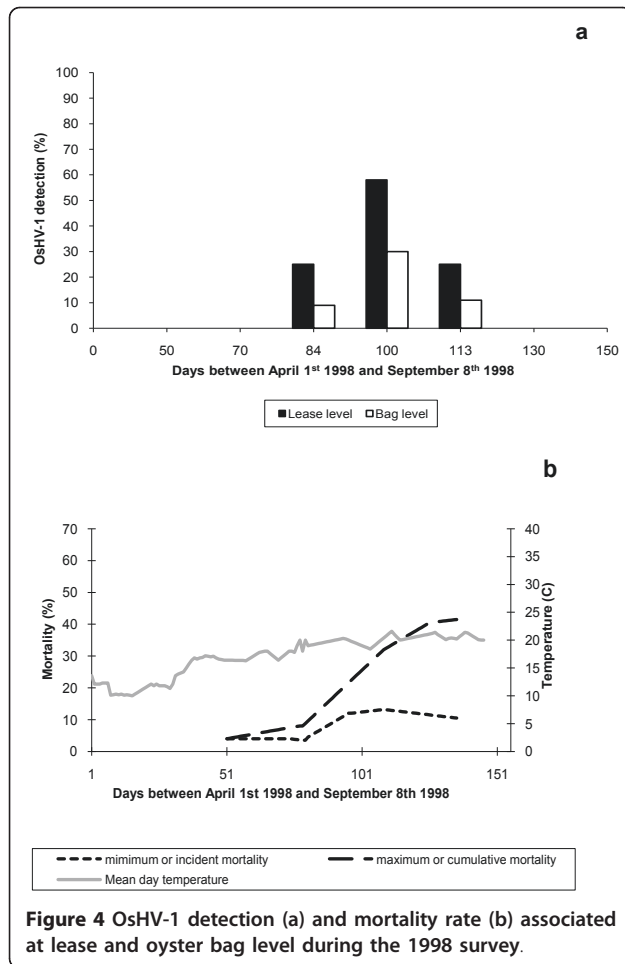 a
100
90
80
70
60
50
40
30
20
10
0
OsHV-1 detection (%)
0 50 70 84 100 113 130 150
Days between April 1st 1998 and September 8th 1998
Lease level Bag level
b
70
60
50
40
30
20
10
0
Mortality (%)
40
35
30
25
20
15
10
5
0
Temperature (C)
1 51 101 151
Days between April 1st 1998 and September 8th 1998
mimimum or incident mortality maximum or cumulative mortality
Mean day temperature
Figure 4 OsHV-1 detection (a) and mortality rate (b) associated
at lease and oyster bag level during the 1998 survey.